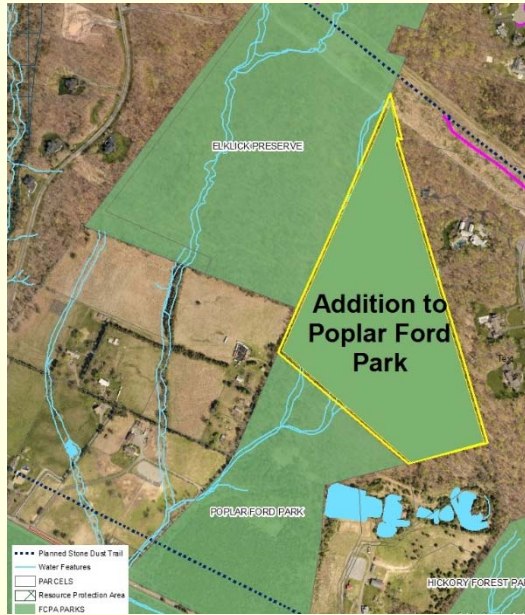 ELKLICK PRESERVE
Addition to
Poplar Ford
Park
POPLAR FORD PARK
HICKORY FOREST PAR
Planned Stone Dust Trail
Water Features
PARCELS
Resource Protection Area
FCPA PARKS